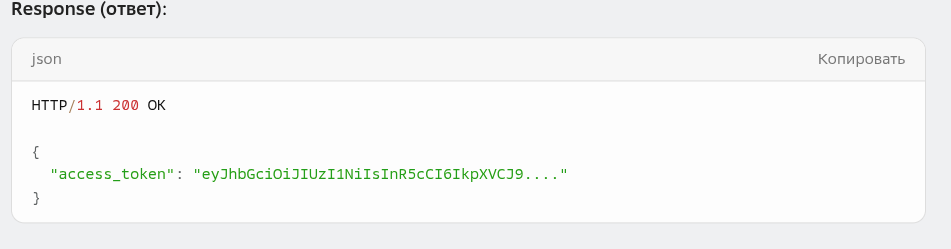 Response (ответ):
json
Копировать
HTTP/1.1 200 OK
{
"access_token": "eyJhbGciOiJIUzI1NiIsInR5cCI6IkpXVCJ9...."
}